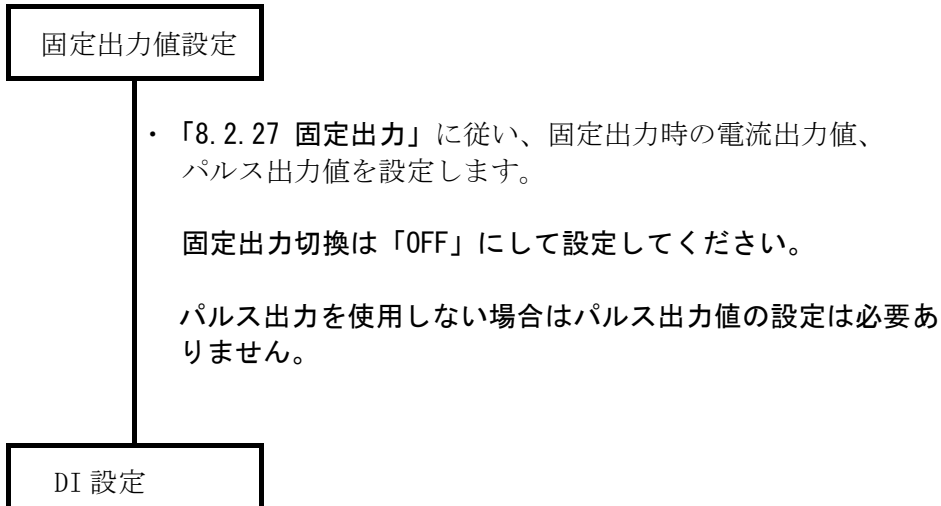 固定出力値設定
・「8.2.27 固定出力」に従い、固定出力時の電流出力値、
パルス出力値を設定します。
固定出力切換は「OFF」にして設定してください。
パルス出力を使用しない場合はパルス出力値の設定は必要あ
りません。
DI 設定